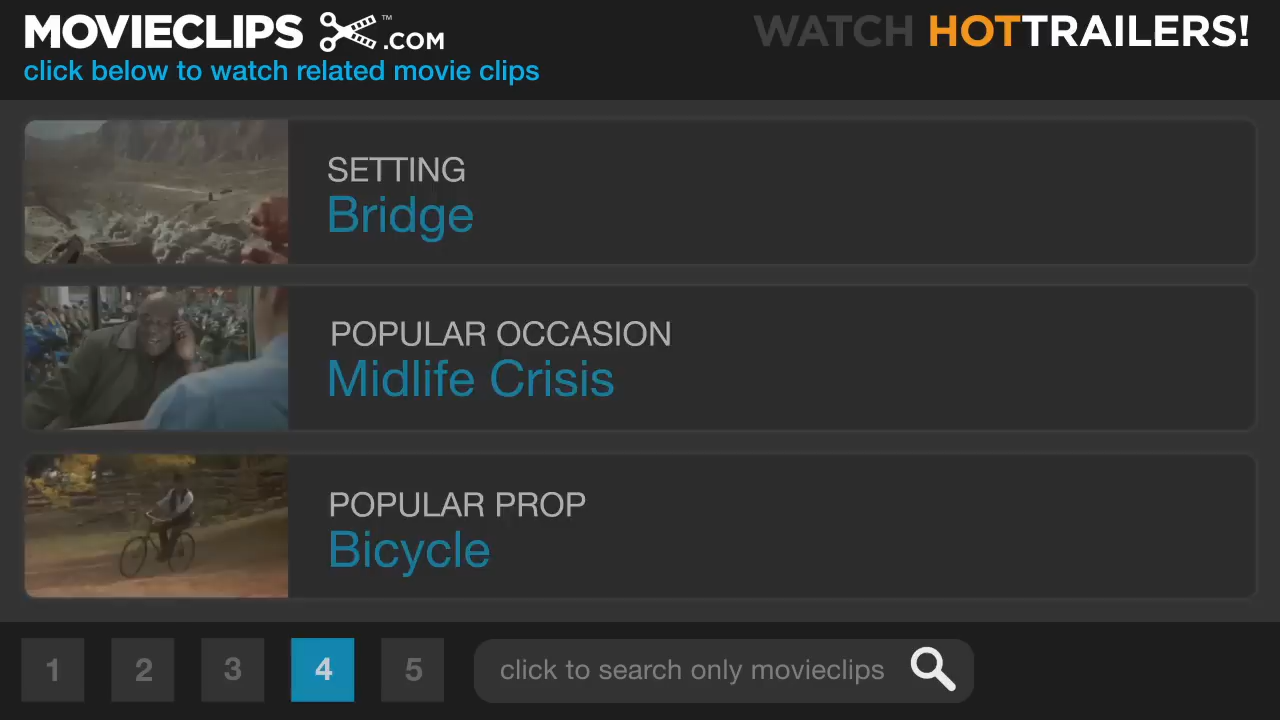 MOVIECLIPS™.COM
WATCH HOTTRAILERS!
click below to watch related movie clips
SETTING
Bridge
POPULAR OCCASION
Midlife Crisis
POPULAR PROP
Bicycle
1 2 3 4 5
click to search only movieclips